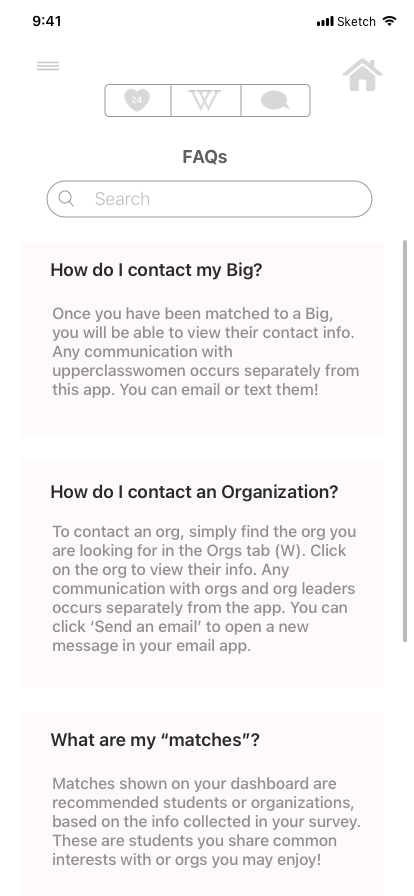 9:41
Sketch
24
W
FAQs
Search
How do I contact my Big?
Once you have been matched to a Big,
you will be able to view their contact info.
Any communication with
upperclasswomen occurs separately from
this app. You can email or text them!
How do I contact an Organization?
To contact an org, simply find the org you
are looking for in the Orgs tab (W). Click
on the org to view their info. Any
communication with orgs and org leaders
occurs separately from the app. You can
click ‘Send an email’ to open a new
message in your email app.
What are my “matches”?
Matches shown on your dashboard are
recommended students or organizations,
based on the info collected in your survey.
These are students you share common
interests with or orgs you may enjoy!